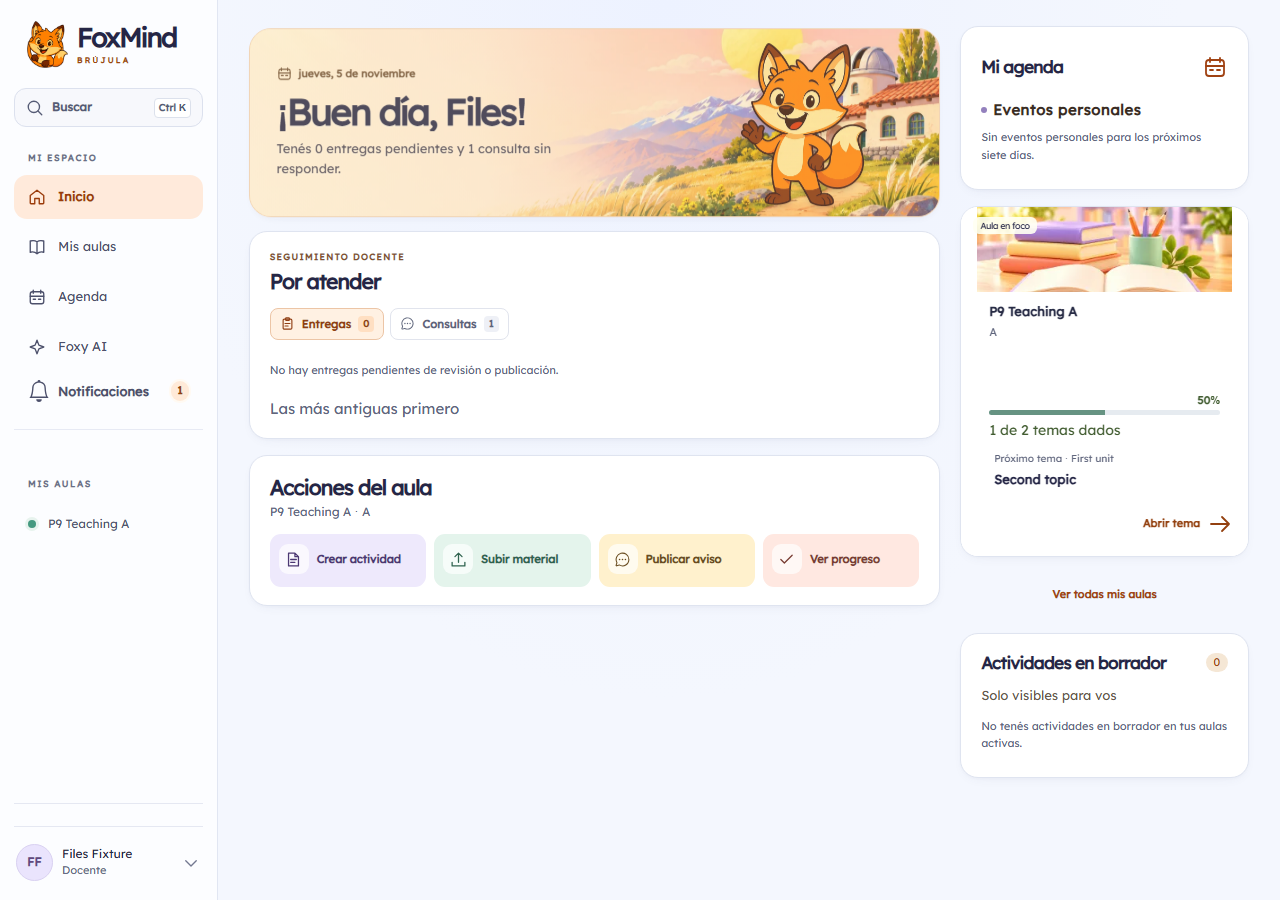 FoxMind
BRÚJULA
Buscar
Ctrl K
MI ESPACIO
Inicio
Mis aulas
Agenda
Foxy AI
Notificaciones
1
MIS AULAS
P9 Teaching A
FF
Files Fixture
Docente
jueves, 5 de noviembre
¡Buen día, Files!
Tenés 0 entregas pendientes y 1 consulta sin
responder.
SEGUIMIENTO DOCENTE
Por atender
Entregas 0
Consultas 1
No hay entregas pendientes de revisión o publicación.
Las más antiguas primero
Acciones del aula
P9 Teaching A · A
Crear actividad
Subir material
Publicar aviso
Ver progreso
Mi agenda
Eventos personales
Sin eventos personales para los próximos
siete días.
Aula en foco
P9 Teaching A
A
50%
1 de 2 temas dados
Próximo tema · First unit
Second topic
Abrir tema
Ver todas mis aulas
Actividades en borrador
0
Solo visibles para vos
No tenés actividades en borrador en tus aulas
activas.